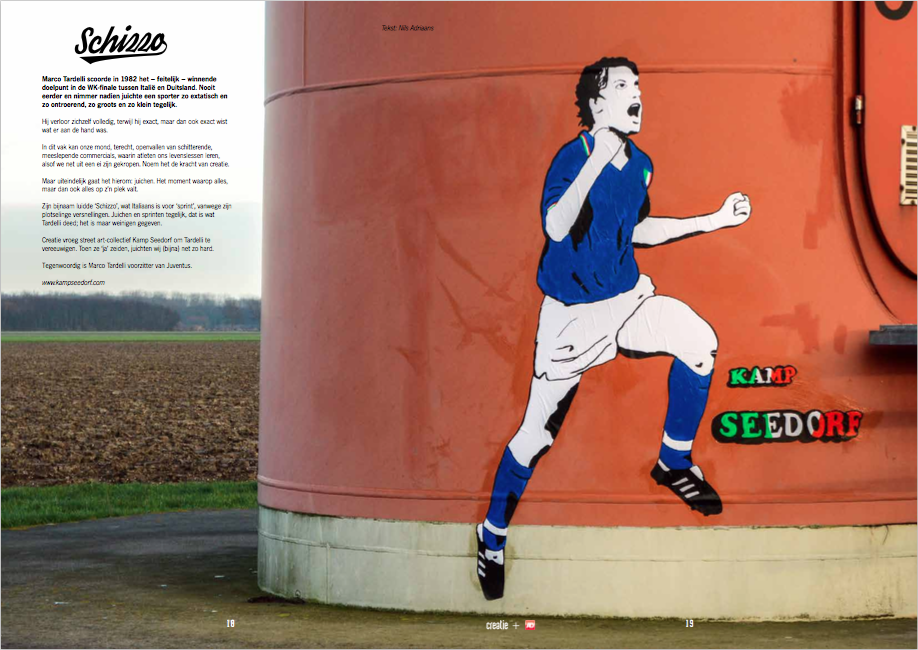 Schizzo
Tekst: Nils Adriaans
Marco Tardelli scoorde in 1982 het – feitelijk – winnende
doelpunt in de WK-finale tussen Italië en Duitsland. Nooit
eerder en nimmer nadien juichte een sporter zo extatisch en
zo ontroerend, zo groots en zo klein tegelijk.
Hij verloor zichzelf volledig, terwijl hij exact, maar dan ook exact wist
wat er aan de hand was.
In dit vak kan onze mond, terecht, openvallen van schitterende,
meeslepende commercials, waarin atleten ons levenslessen leren,
alsof we net uit een ei zijn gekropen. Noem het de kracht van creatie.
Maar uiteindelijk gaat het hierom: juichen. Het moment waarop alles,
maar dan ook alles op z'n plek valt.
Zijn bijnaam luidde 'Schizzo', wat Italiaans is voor 'sprint', vanwege zijn
plotselinge versnellingen. Juichen en sprinten tegelijk, dat is wat
Tardelli deed; het is maar weinigen gegeven.
Creatie vroeg street art-collectief Kamp Seedorf om Tardelli te
vereeuwigen. Toen ze 'ja' zeiden, juichten wij (bijna) net zo hard.
Tegenwoordig is Marco Tardelli voorzitter van Juventus.
www.kampseedorf.com
KAMP
SEEDORF
18
creatie +
19